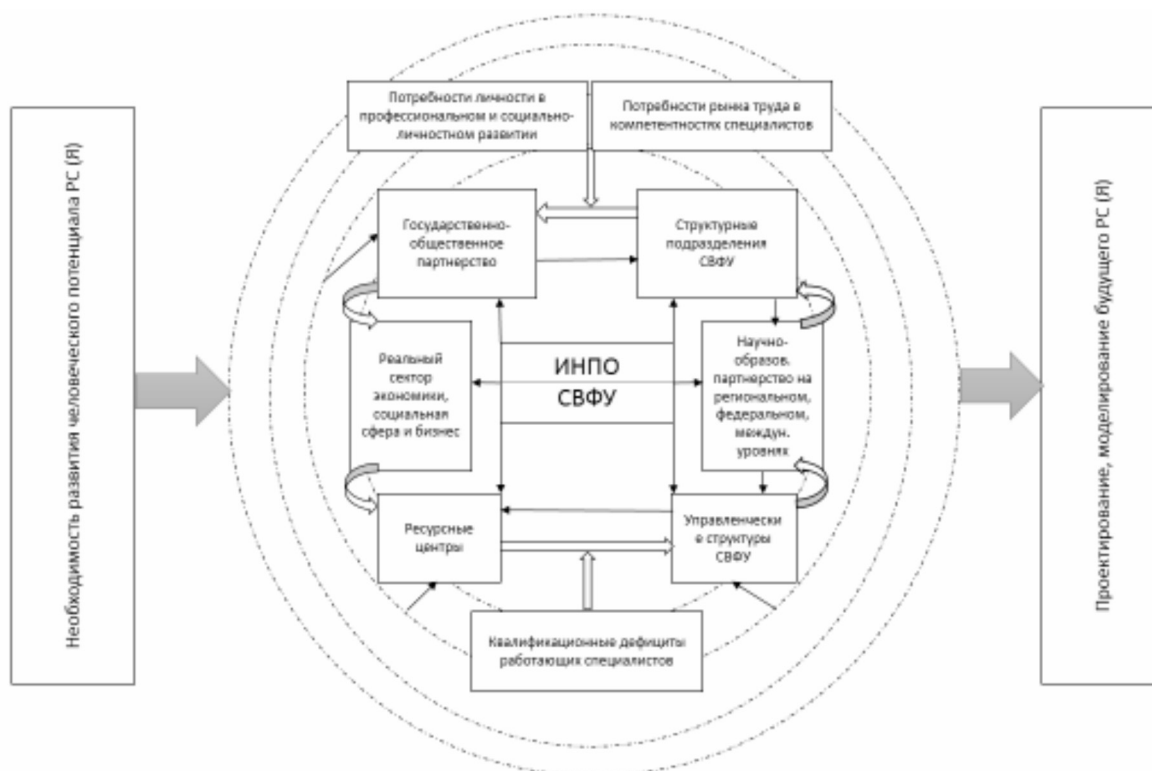 Необходимость развития человеческого потенциала РС (Я)
Потребности личности в
профессиональном и социально-
личностном развитии
Потребности рынка труда в
компетентностях специалистов
Государственно-
общественное
партнерство
Структурные
подразделения
СВФУ
Реальный
сектор
экономики,
социальная
сфера и бизнес
ИНПО
СВФУ
Научно-
образов.
партнерство на
региональном,
федеральном,
междун.
уровнях
Ресурсные
центры
Управленчески
е структуры
СВФУ
Квалификационные дефициты
работающих специалистов
Проектирование, моделирование будущего РС (Я)